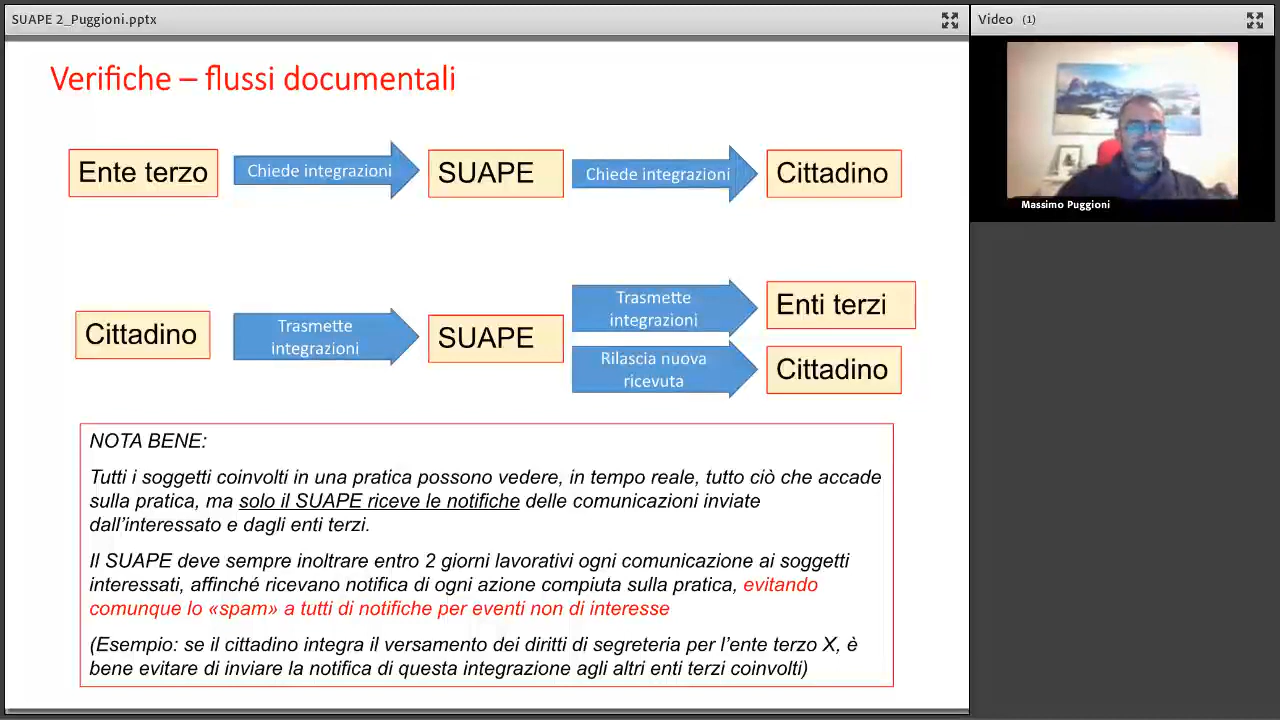 SUAPE 2_Puggioni.pptx
Video (1)
Verifiche – flussi documentali
Ente terzo
Chiede integrazioni
SUAPE
Chiede integrazioni
Cittadino
Massimo Puggioni
Cittadino
Trasmette
integrazioni
SUAPE
Trasmette
integrazioni
Enti terzi
Rilascia nuova
ricevuta
Cittadino
NOTA BENE:
Tutti i soggetti coinvolti in una pratica possono vedere, in tempo reale, tutto ciò che accade
sulla pratica, ma solo il SUAPE riceve le notifiche delle comunicazioni inviate
dall'interessato e dagli enti terzi.
Il SUAPE deve sempre inoltrare entro 2 giorni lavorativi ogni comunicazione ai soggetti
interessati, affinché ricevano notifica di ogni azione compiuta sulla pratica, evitando
comunque lo «spam» a tutti di notifiche per eventi non di interesse
(Esempio: se il cittadino integra il versamento dei diritti di segreteria per l'ente terzo X, è
bene evitare di inviare la notifica di questa integrazione agli altri enti terzi coinvolti)